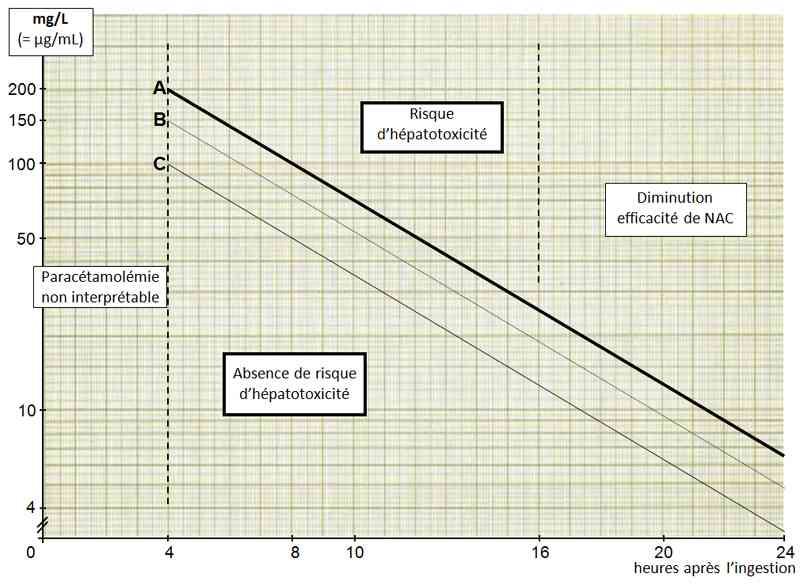 mg/L
(= µg/mL)
A
200
B
150
C
100
50
10
4
Risque
d'hépatotoxicité
Diminution
efficacité de NAC
Paracétamolémie
non interprétable
Absence de risque
d'hépatotoxicité
0 4 8 10 16 20 24
heures après l'ingestion